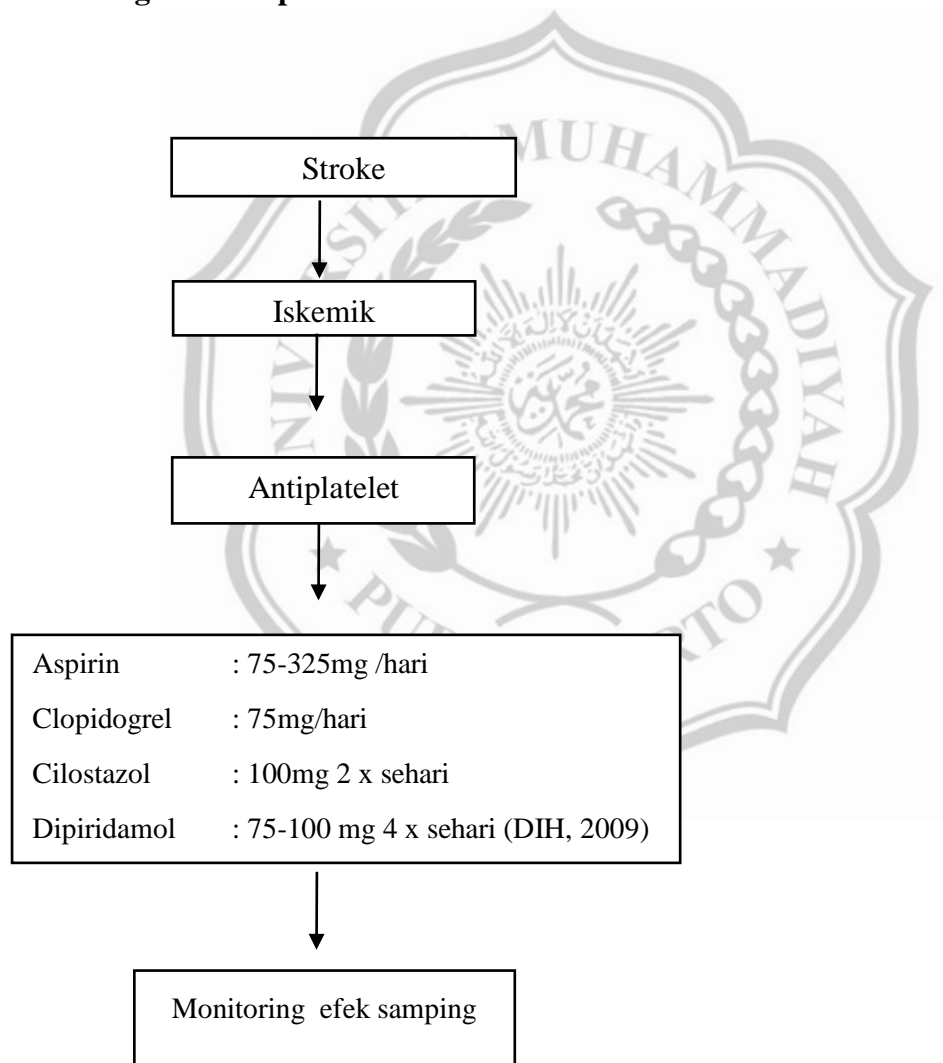 Stroke
Iskemik
Antiplatelet
Aspirin : 75-325mg /hari
Clopidogrel : 75mg/hari
Cilostazol : 100mg 2 x sehari
Dipiridamol : 75-100 mg 4 x sehari (DIH, 2009)
Monitoring efek samping
MUHAMMADIYAH